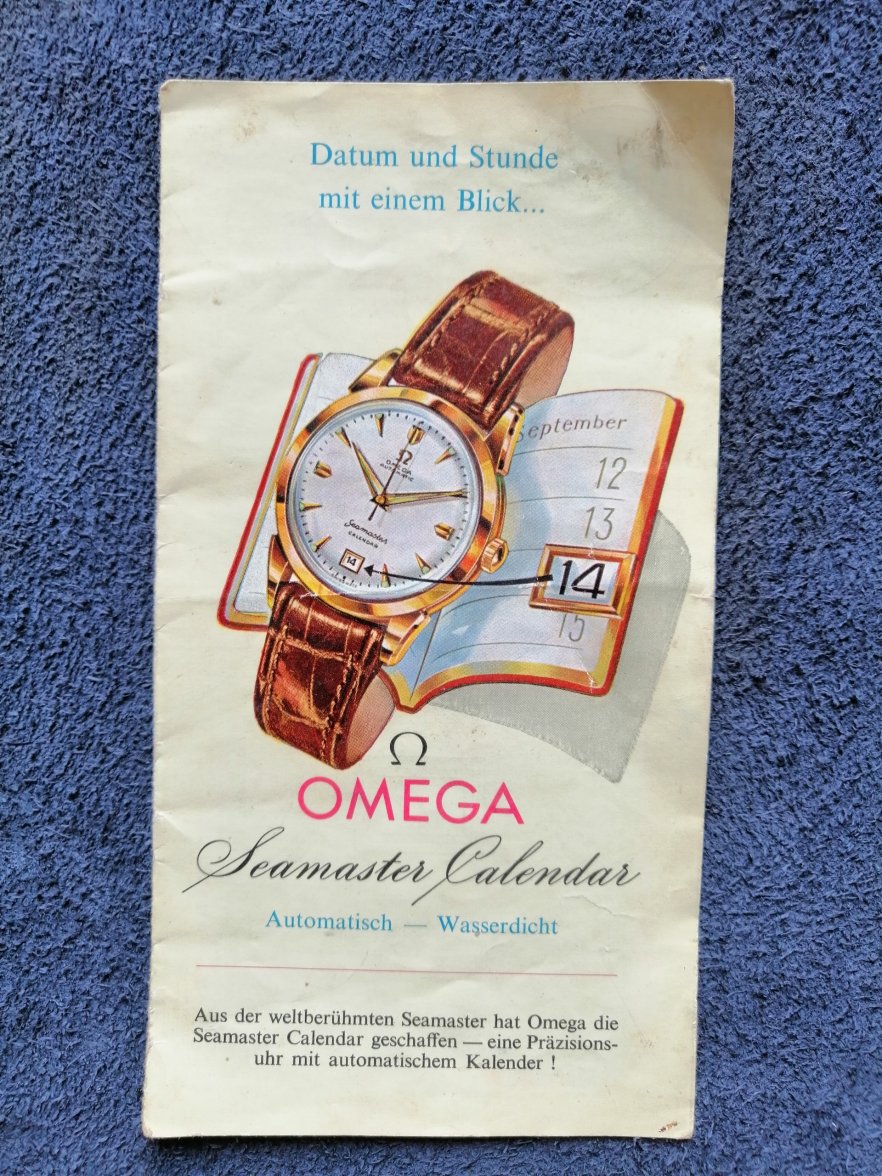 Datum und Stunde
mit einem Blick...
September
12
13
14
15
Ω
OMEGA
AUTOMATIC
Seamaster
CALENDAR
14
Ω
OMEGA
Seamaster Calendar
Automatisch — Wasserdicht
Aus der weltberühmten Seamaster hat Omega die
Seamaster Calendar geschaffen — eine Präzisions-
uhr mit automatischem Kalender !